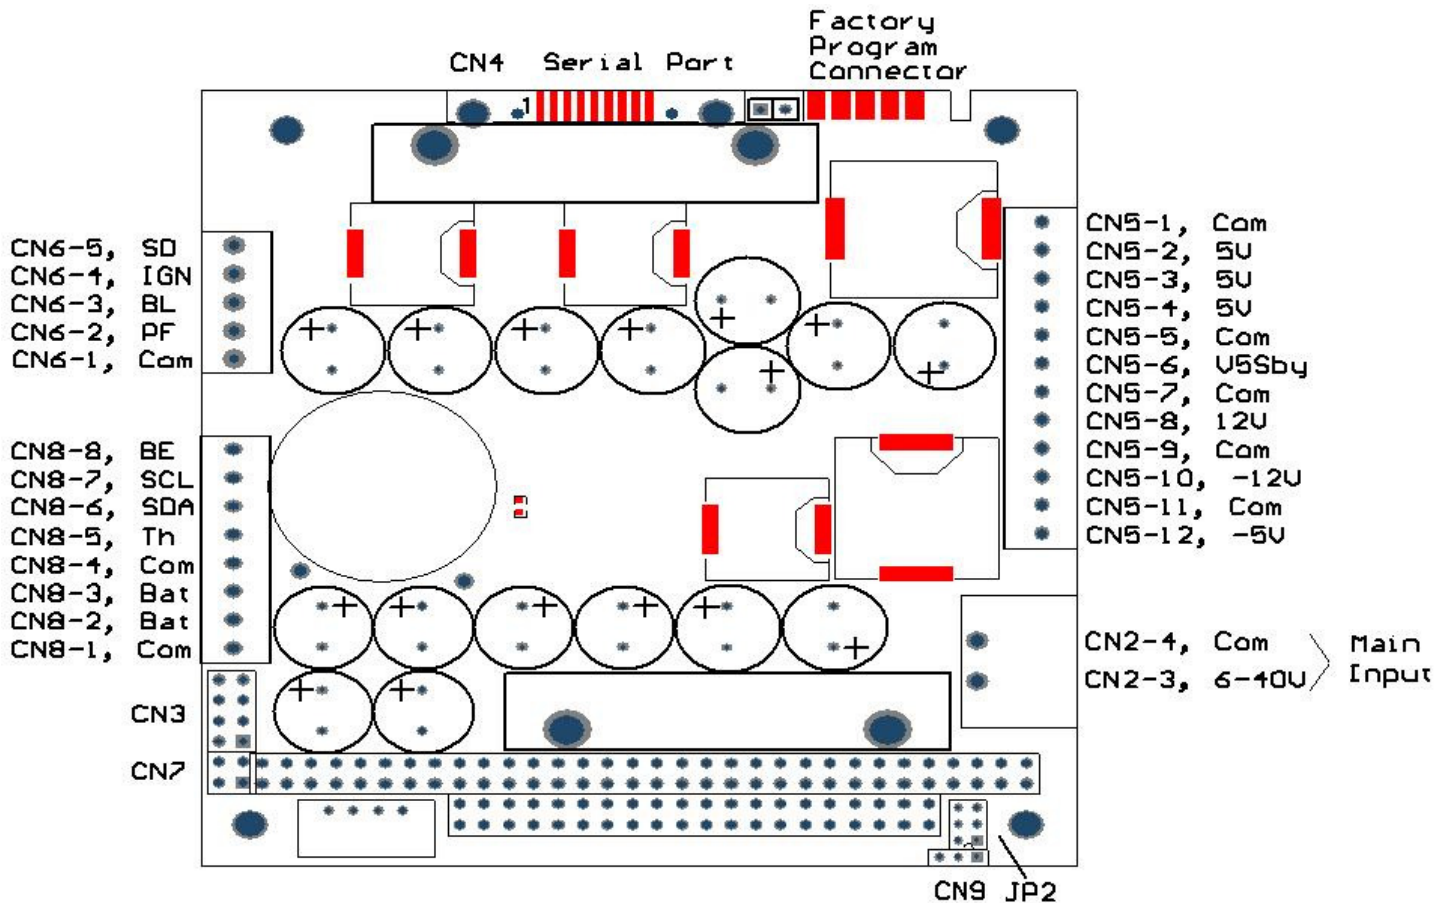 Factory
Program
Connector
CN4 Serial Port
1
CN6-5, SD
CN6-4, IGN
CN6-3, BL
CN6-2, PF
CN6-1, Com
CN5-1, Com
CN5-2, 5V
CN5-3, 5V
CN5-4, 5V
CN5-5, Com
CN5-6, V5Sby
CN5-7, Com
CN5-8, 12V
CN5-9, Com
CN5-10, -12V
CN5-11, Com
CN5-12, -5V
CN8-8, BE
CN8-7, SCL
CN8-6, SDA
CN8-5, Th
CN8-4, Com
CN8-3, Bat
CN8-2, Bat
CN8-1, Com
CN2-4, Com
CN2-3, 6-40V
Main
Input
CN3
CN7
CN9 JP2